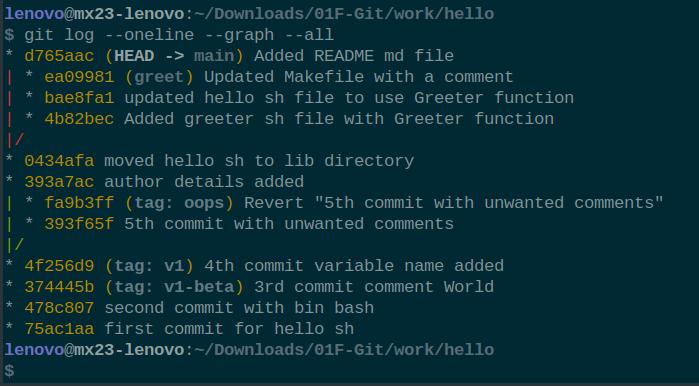 lenovo@mx23-lenovo:~/Downloads/01F-Git/work/hello
$ git log --oneline --graph --all
* d765aac (HEAD -> main) Added README md file
| * ea09981 (greet) Updated Makefile with a comment
| * bae8fa1 updated hello sh file to use Greeter function
| * 4b82bec Added greeter sh file with Greeter function
|/
* 0434afa moved hello sh to lib directory
* 393a7ac author details added
| * fa9b3ff (tag: oops) Revert "5th commit with unwanted comments"
| * 393f65f 5th commit with unwanted comments
|/
* 4f256d9 (tag: v1) 4th commit variable name added
* 374445b (tag: v1-beta) 3rd commit comment World
* 478c807 second commit with bin bash
* 75ac1aa first commit for hello sh
lenovo@mx23-lenovo:~/Downloads/01F-Git/work/hello
$